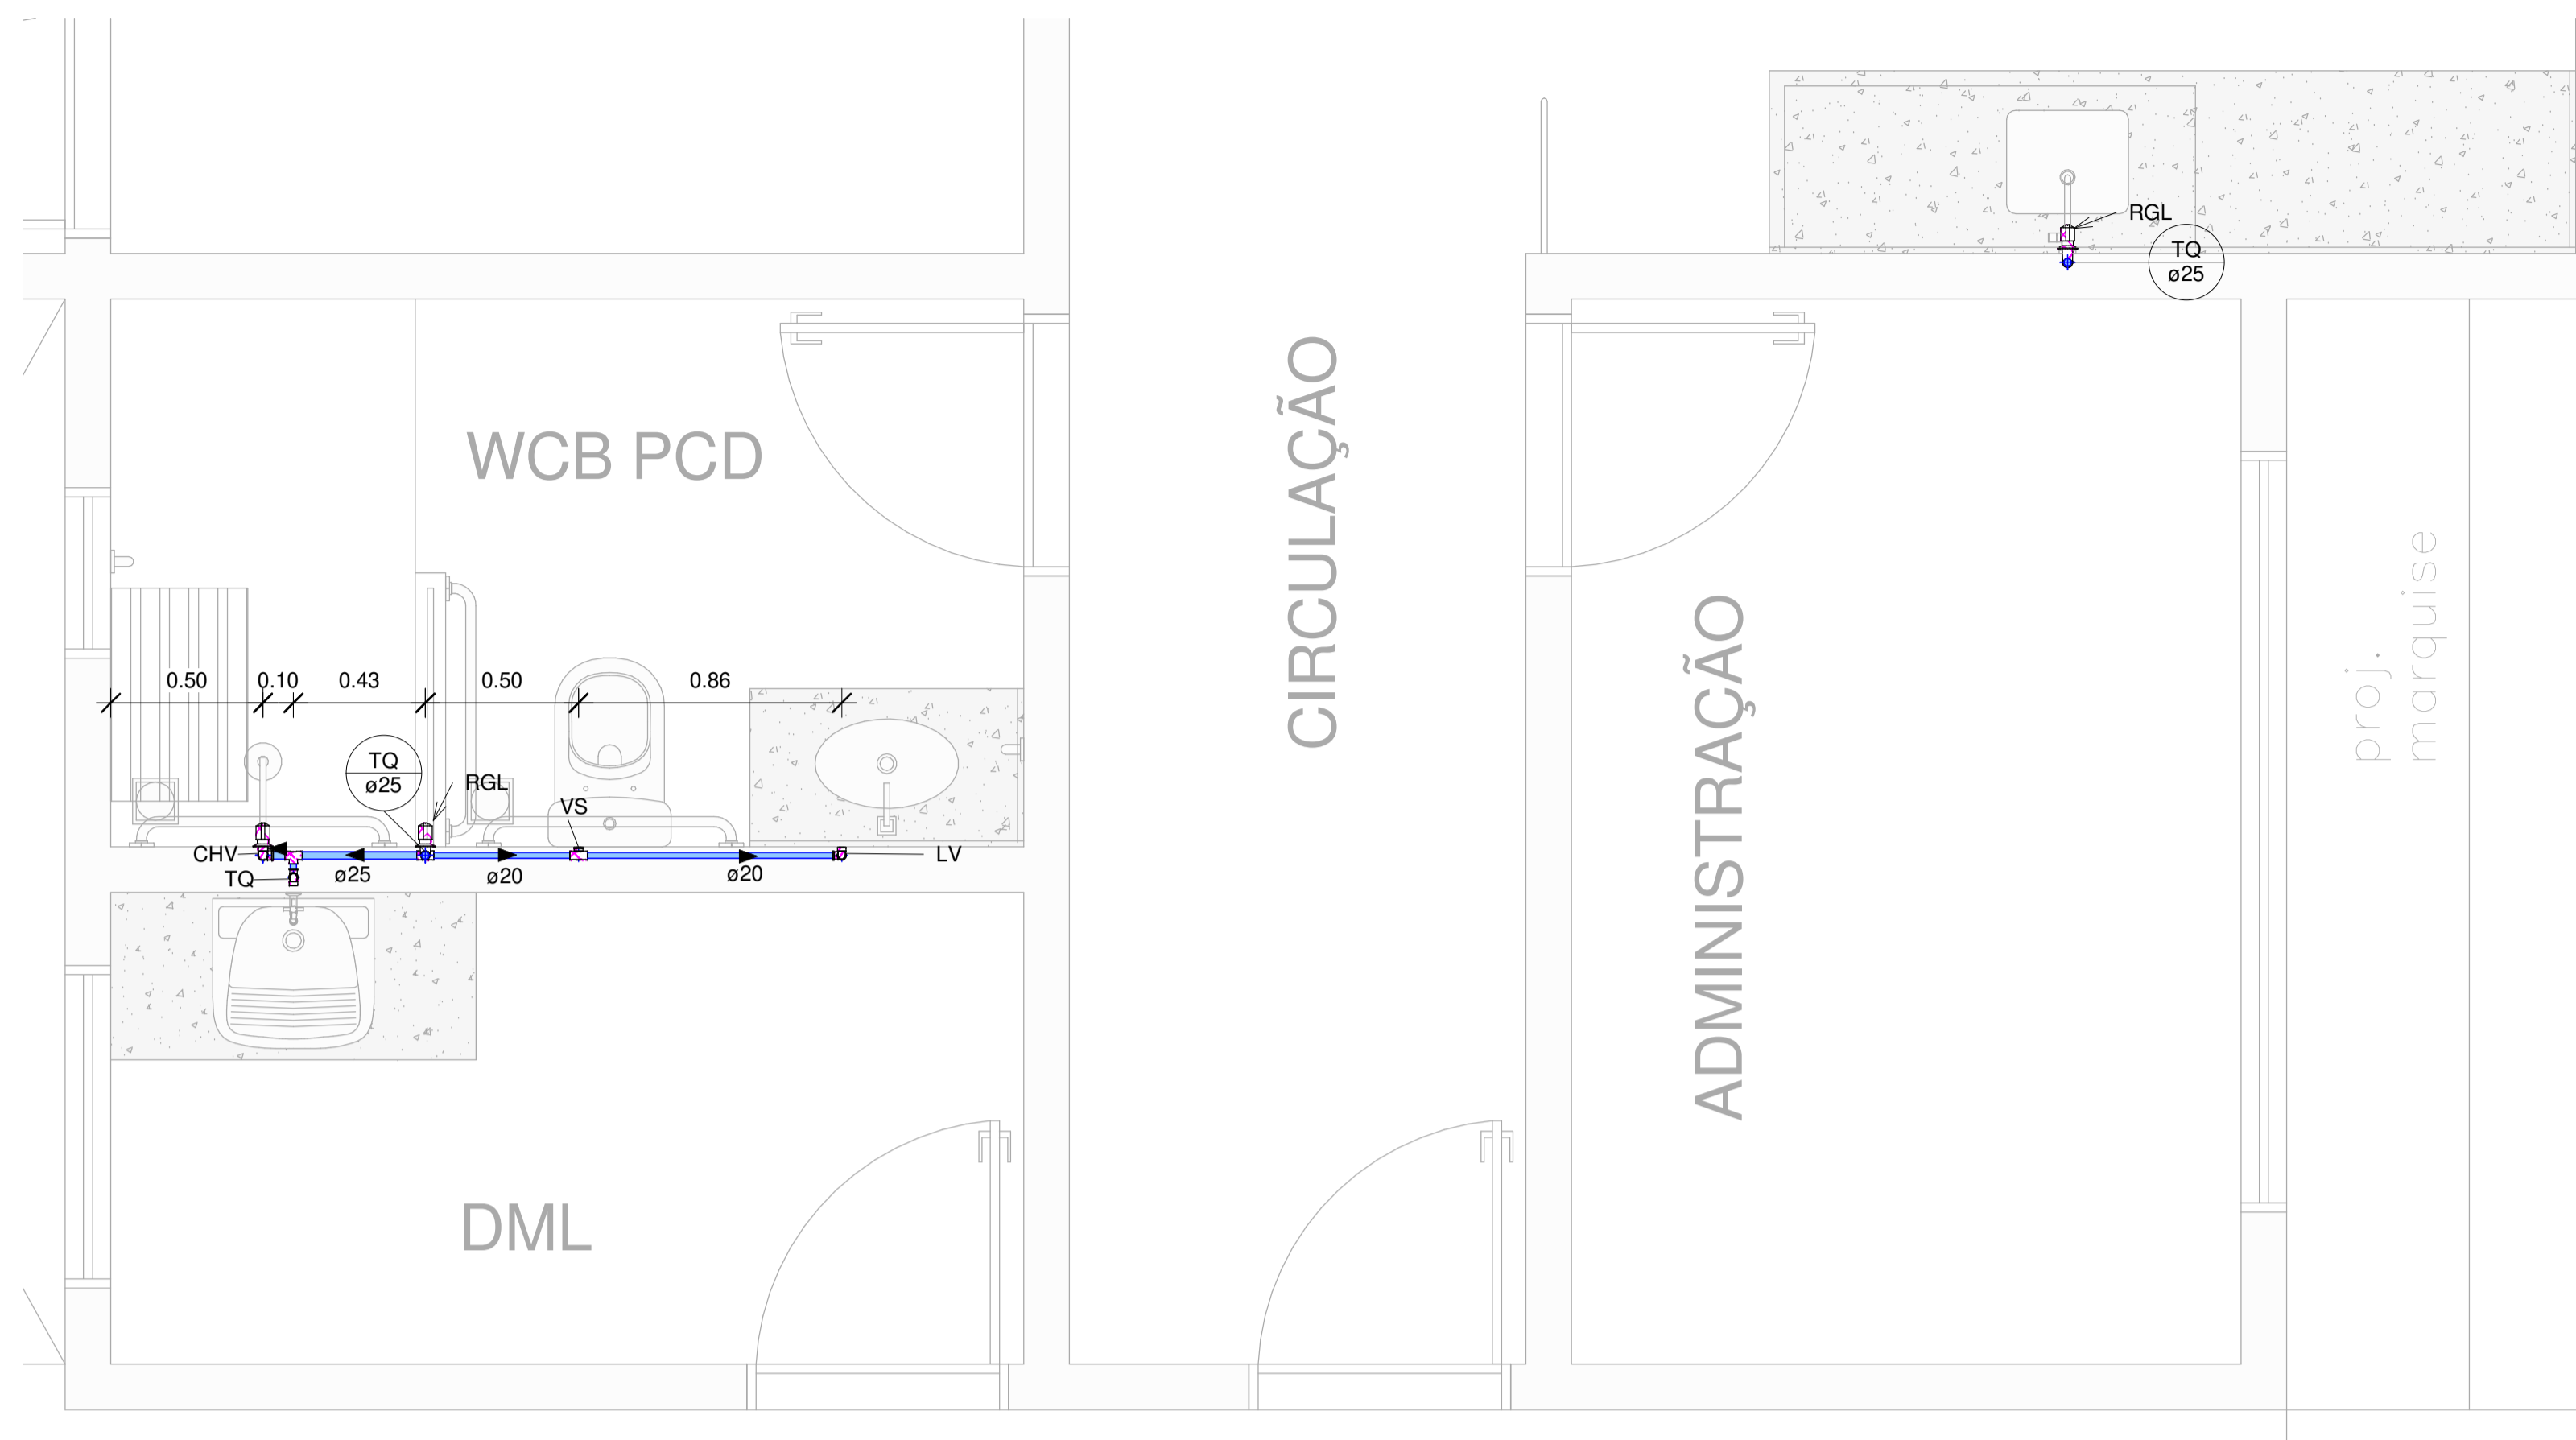 RGL
TQ
ø25
WCB PCD
CIRCULAÇÃO
ADMINISTRAÇÃO
proj.
marquise
0.50
0.10
0.43
0.50
0.86
TQ
ø25
RGL
VS
CHV
LV
TQ
ø25
ø20
ø20
DML